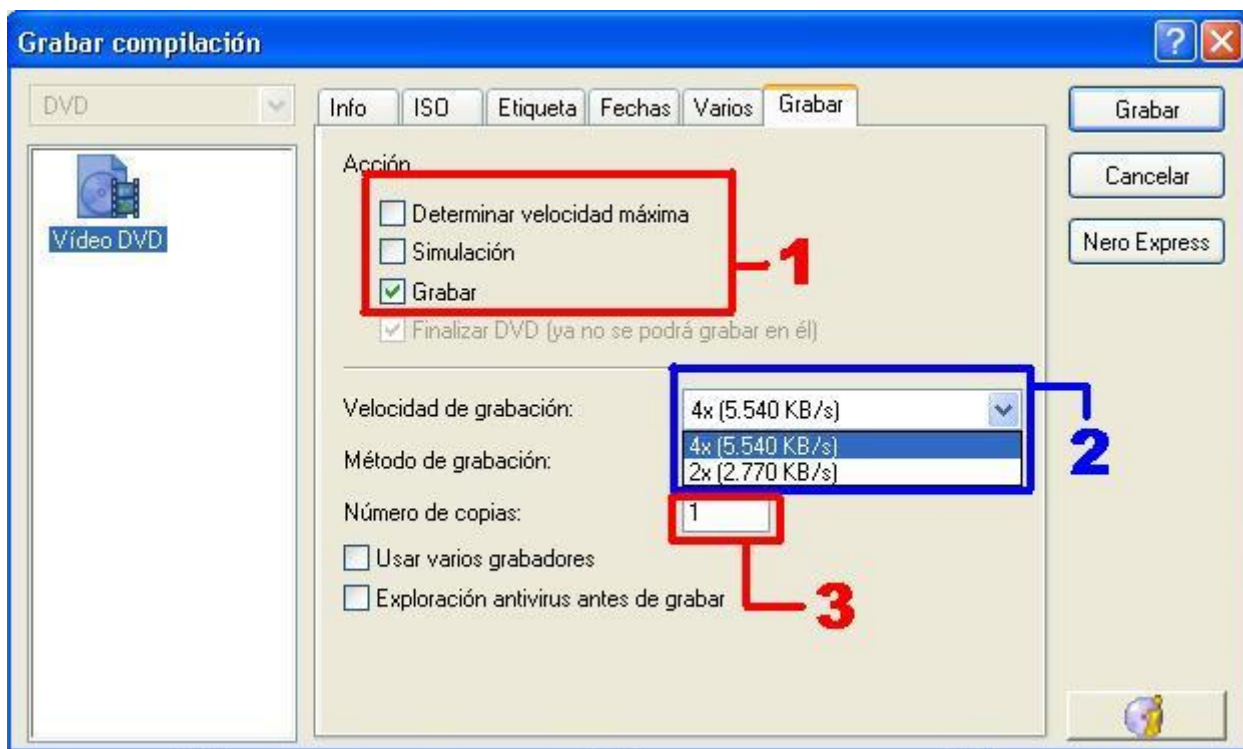 Grabar compilación
DVD
Vídeo DVD
Info ISO Etiqueta Fechas Varios Grabar
Acción
Determinar velocidad máxima
Simulación
Grabar
Finalizar DVD (ya no se podrá grabar en él)
1
Velocidad de grabación: 4x (5.540 KB/s)
4x (5.540 KB/s)
2x (2.770 KB/s)
2
Método de grabación:
Número de copias: 1
Usar varios grabadores
Exploración antivirus antes de grabar
3
Grabar
Cancelar
Nero Express